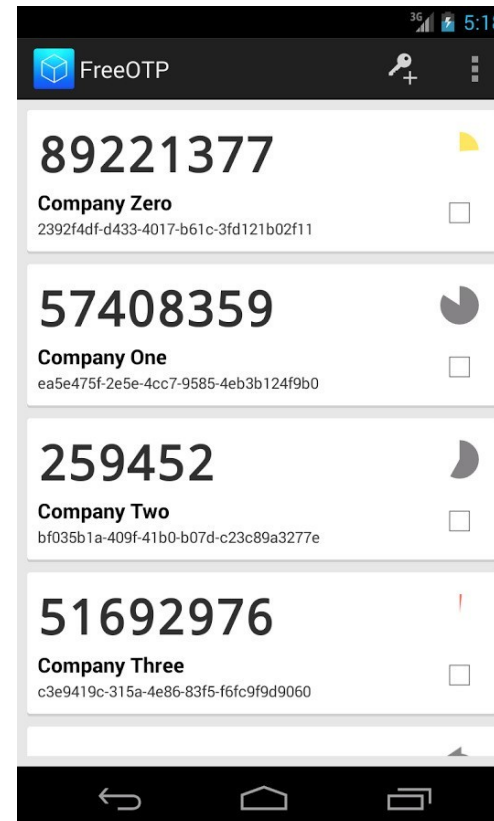 3G 5:18
FreeOTP
89221377
Company Zero
2392f4df-d433-4017-b61c-3fd121b02f11
57408359
Company One
ea5e475f-2e5e-4cc7-9585-4eb3b124f9b0
259452
Company Two
bf035b1a-409f-41b0-b07d-c23c89a3277e
51692976
Company Three
c3e9419c-315a-4e86-83f5-f6fc9f9d9060